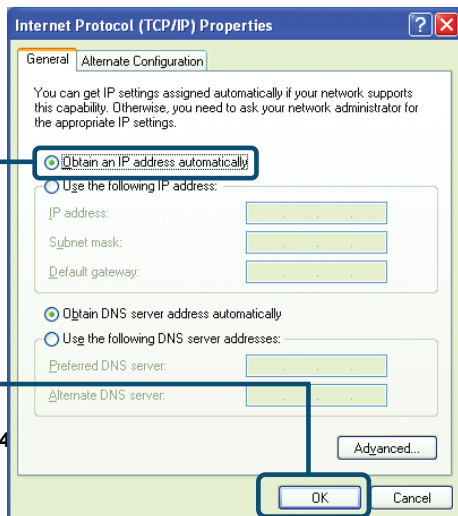 Internet Protocol (TCP/IP) Properties
General
Alternate Configuration
You can get IP settings assigned automatically if your network supports
this capability. Otherwise, you need to ask your network administrator for
the appropriate IP settings.
Obtain an IP address automatically
Use the following IP address:
IP address:
Subnet mask:
Default gateway:
Obtain DNS server address automatically
Use the following DNS server addresses:
Preferred DNS server:
Alternate DNS server:
4
Advanced...
OK
Cancel